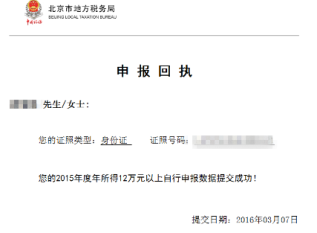 北京市地方税务局
BEIJING LOCAL TAXATION BUREAU
申 报 回 执
先生/女士：
您的证照类型：身份证 证照号码：
您的2015年度年所得12万元以上自行申报数据提交成功！
提交日期：2016年03月07日